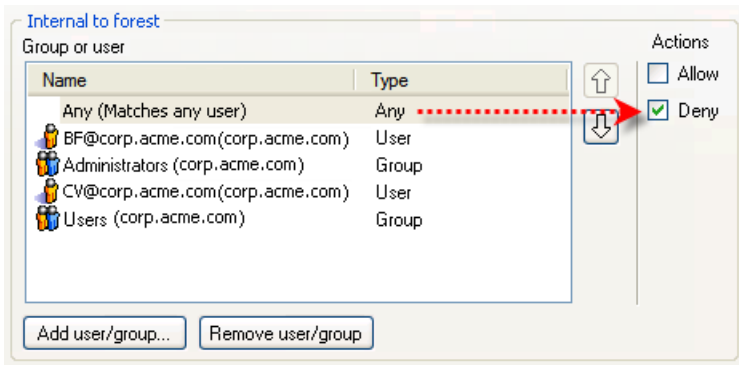 Internal to forest
Group or user
Actions
Name Type
Allow
Any (Matches any user) Any
Deny
BF@corp.acme.com(corp.acme.com) User
Administrators (corp.acme.com) Group
CV@corp.acme.com(corp.acme.com) User
Users (corp.acme.com) Group
Add user/group... Remove user/group